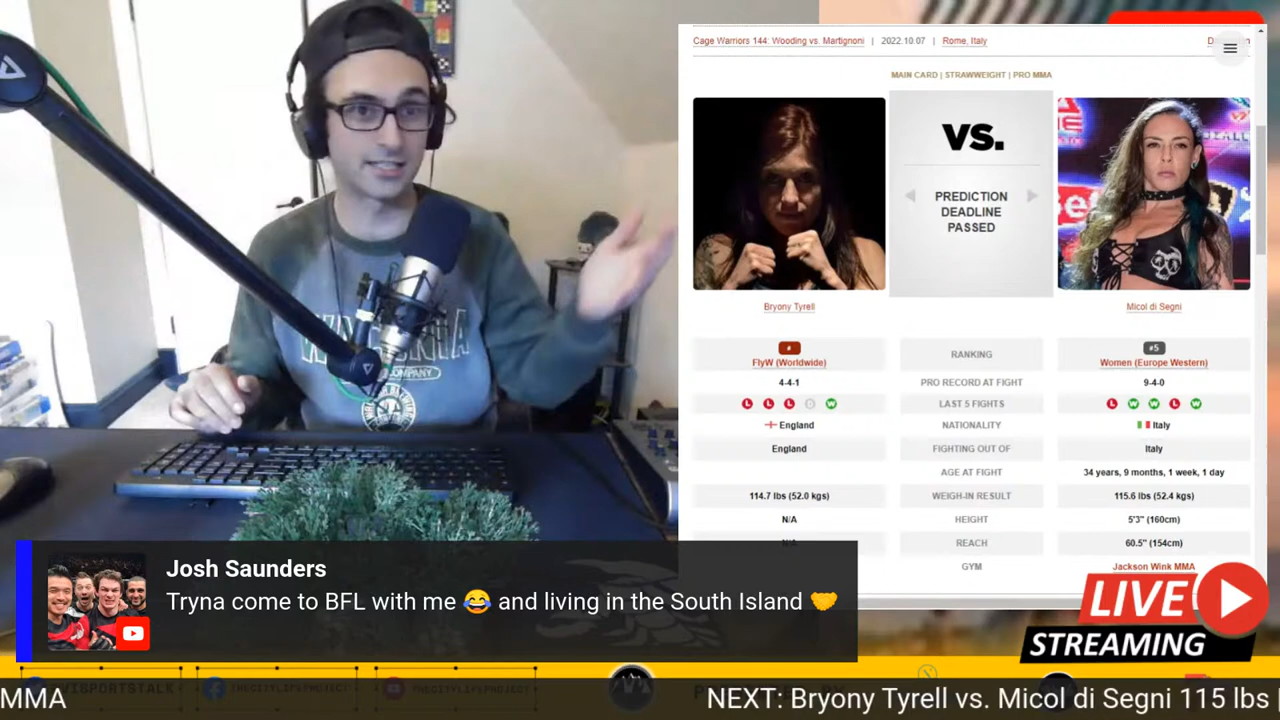 Cage Warriors 144: Wooding vs. Martignoni | 2022.10.07 | Rome, Italy
MAIN CARD | STRAWWEIGHT | PRO MMA
VS.
PREDICTION
DEADLINE
PASSED
Bryony Tyrell
Micol di Segni
#
#5
FlyW (Worldwide) RANKING Women (Europe Western)
4-4-1 PRO RECORD AT FIGHT 9-4-0
L L L D W LAST 5 FIGHTS L W W L W
England NATIONALITY Italy
England FIGHTING OUT OF Italy
AGE AT FIGHT 34 years, 9 months, 1 week, 1 day
114.7 lbs (52.0 kgs) WEIGH-IN RESULT 115.6 lbs (52.4 kgs)
N/A HEIGHT 5'3" (160cm)
N/A REACH 60.5" (154cm)
GYM Jackson Wink MMA
COMPANY
Josh Saunders
Tryna come to BFL with me 😂 and living in the South Island 🤝
LIVE
STREAMING
VISPORTSTALK
THECITYLIFEPROJECT
THECITYLIFEPROJECT
MMA
NEXT: Bryony Tyrell vs. Micol di Segni 115 lbs